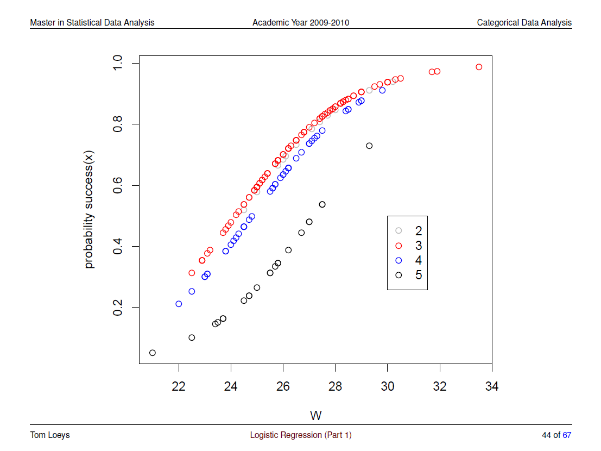 Master in Statistical Data Analysis Academic Year 2009-2010 Categorical Data Analysis
1.0
0.8
0.6
0.4
0.2
probability success(x)
2
3
4
5
22 24 26 28 30 32 34
W
Tom Loeys Logistic Regression (Part 1) 44 of 67